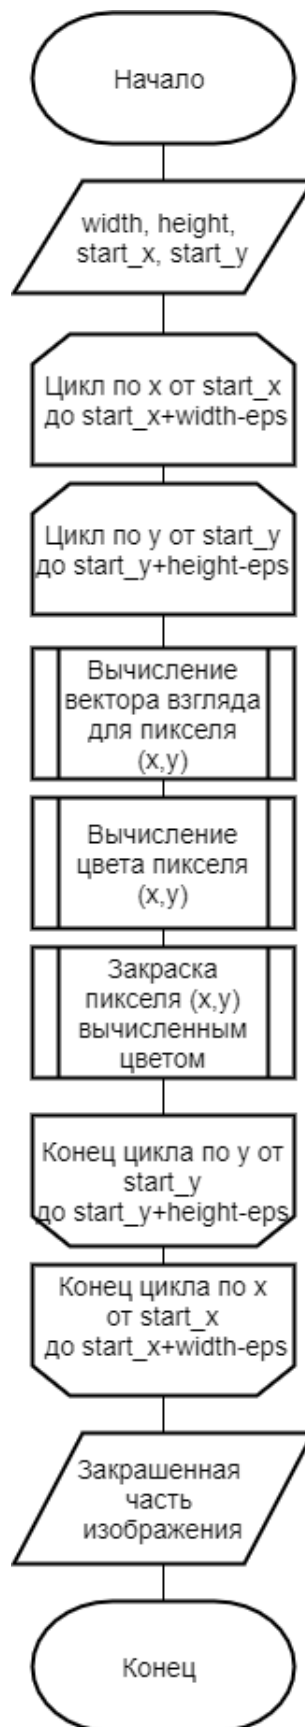 Начало
width, height,
start_x, start_y
Цикл по x от start_x
до start_x+width-eps
Цикл по y от start_y
до start_y+height-eps
Вычисление
вектора взгляда
для пикселя
(x,y)
Вычисление
цвета пикселя
(x,y)
Закраска
пикселя (x,y)
вычисленным
цветом
Конец цикла по y от
start_y
до start_y+height-eps
Конец цикла по x
от start_x
до start_x+width-eps
Закрашенная
часть
изображения
Конец